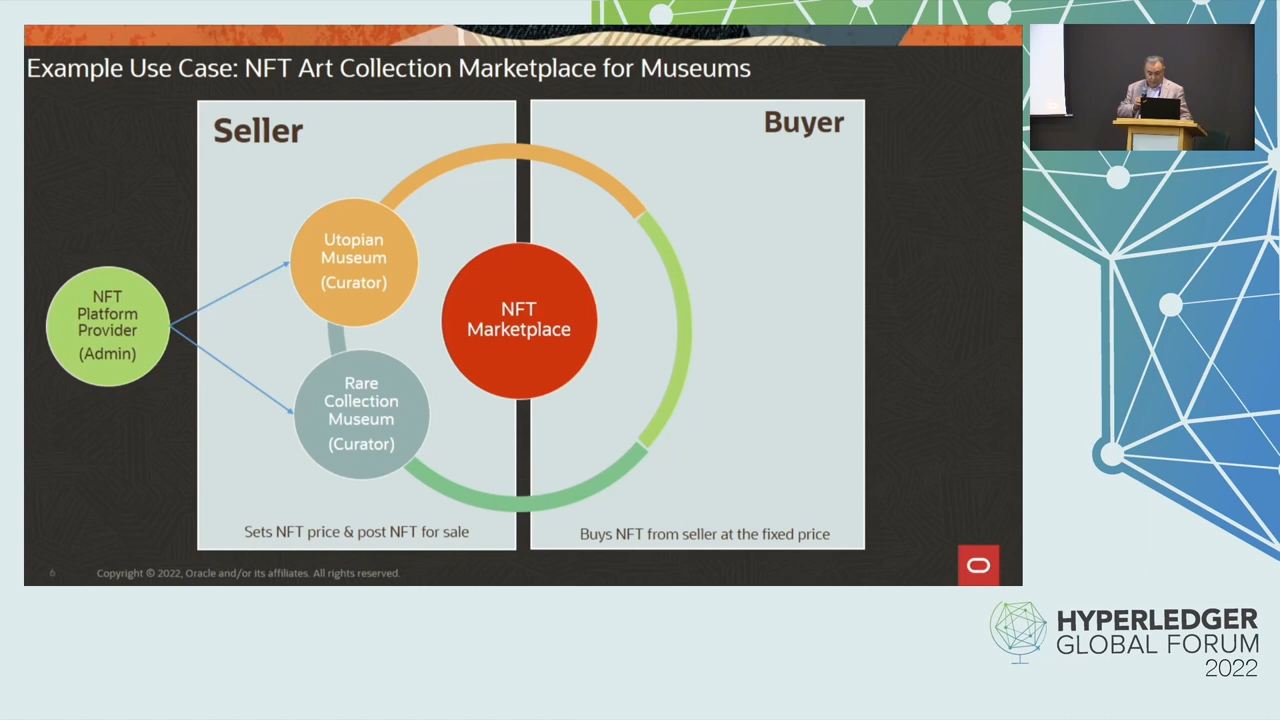 Example Use Case: NFT Art Collection Marketplace for Museums
Seller
Buyer
Utopian
Museum
(Curator)
NFT
Platform
Provider
(Admin)
NFT
Marketplace
Rare
Collection
Museum
(Curator)
Sets NFT price & post NFT for sale
Buys NFT from seller at the fixed price
6
Copyright © 2022, Oracle and/or its affiliates. All rights reserved.
HYPERLEDGER
GLOBAL FORUM
2022